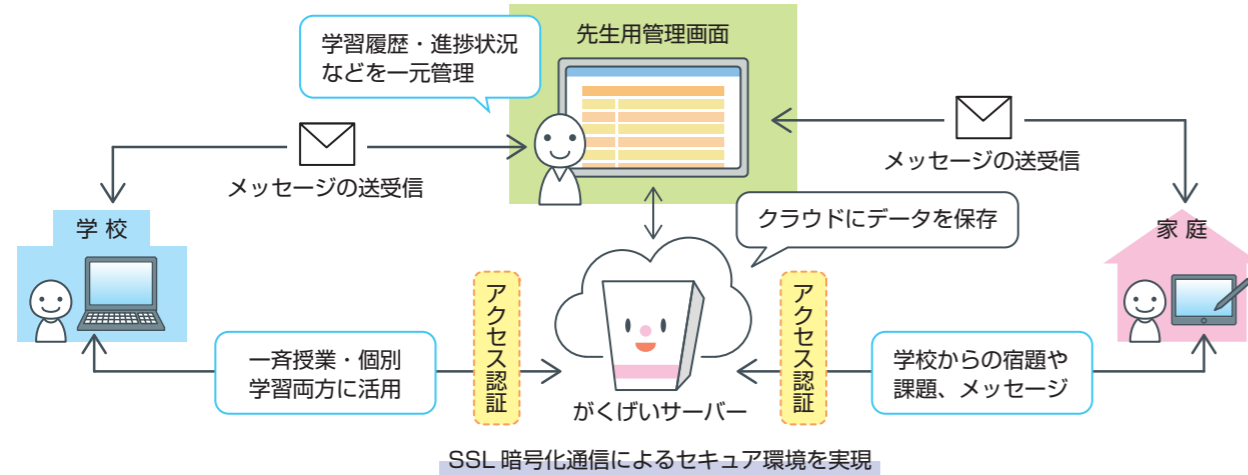 先生用管理画面
学習履歴・進捗状況
などを一元管理
メッセージの送受信
メッセージの送受信
学校
クラウドにデータを保存
家庭
アクセス認証
アクセス認証
一斉授業・個別
学習両方に活用
学校からの宿題や
課題、メッセージ
がくげいサーバー
SSL 暗号化通信によるセキュア環境を実現